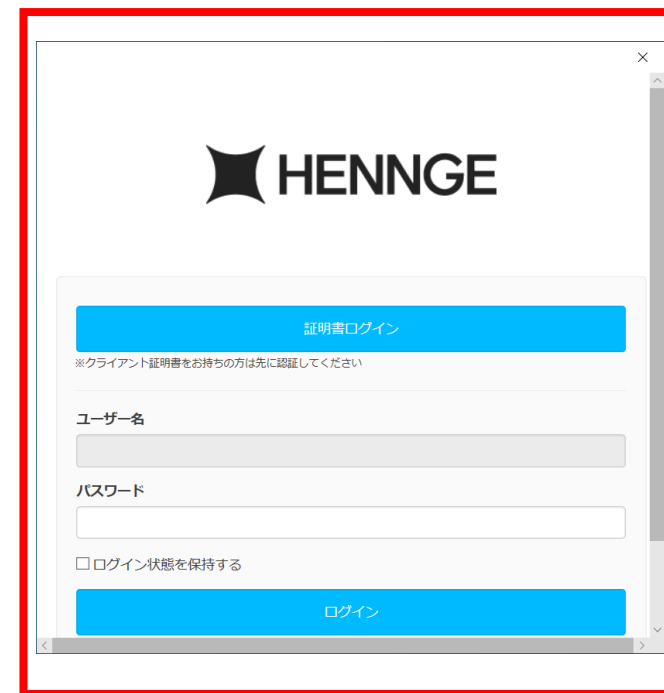 HENNGE
証明書ログイン
※クライアント証明書をお持ちの方は先に認証してください
ユーザー名
パスワード
ログイン状態を保持する
ログイン